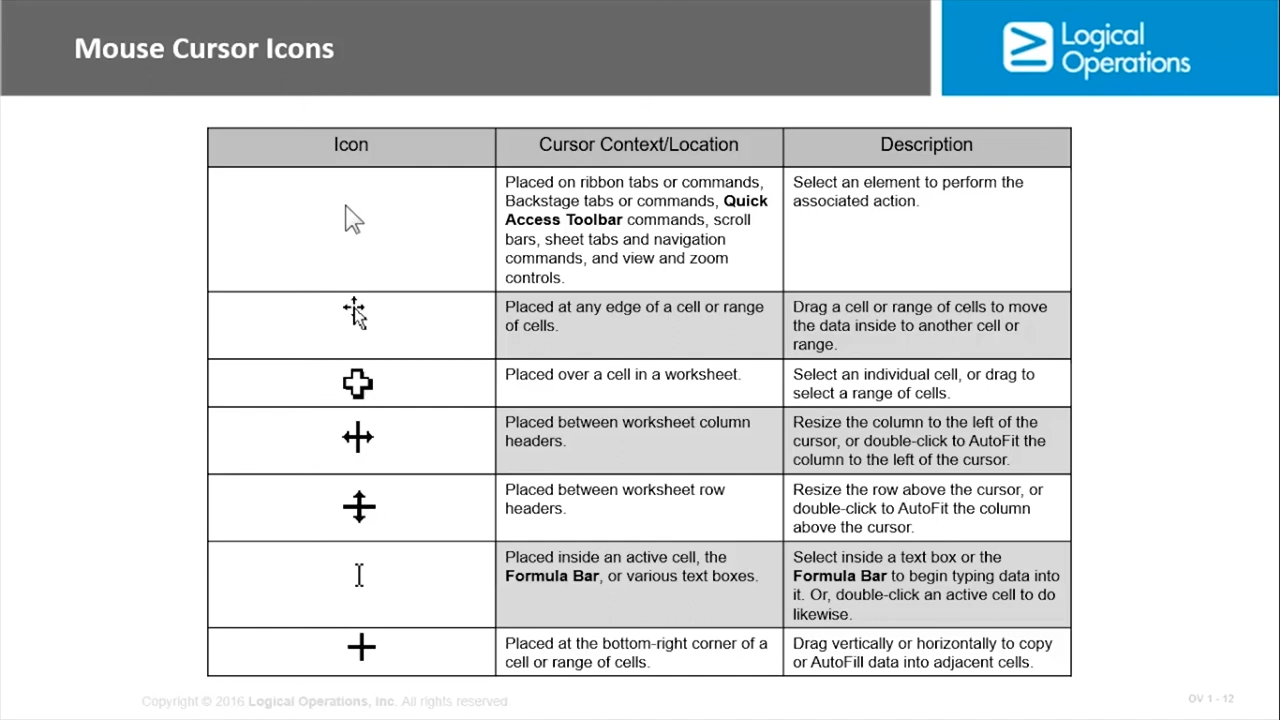 Mouse Cursor Icons
Logical
Operations
Icon
Cursor Context/Location
Description
Placed on ribbon tabs or commands,
Backstage tabs or commands, Quick
Access Toolbar commands, scroll
bars, sheet tabs and navigation
commands, and view and zoom
controls.
Select an element to perform the
associated action.
Placed at any edge of a cell or range
of cells.
Drag a cell or range of cells to move
the data inside to another cell or
range.
Placed over a cell in a worksheet.
Select an individual cell, or drag to
select a range of cells.
Placed between worksheet column
headers.
Resize the column to the left of the
cursor, or double-click to AutoFit the
column to the left of the cursor.
Placed between worksheet row
headers.
Resize the row above the cursor, or
double-click to AutoFit the column
above the cursor.
Placed inside an active cell, the
Formula Bar, or various text boxes.
Select inside a text box or the
Formula Bar to begin typing data into
it. Or, double-click an active cell to do
likewise.
Placed at the bottom-right corner of a
cell or range of cells.
Drag vertically or horizontally to copy
or AutoFill data into adjacent cells.
Copyright © 2016 Logical Operations, Inc. All rights reserved.
OV 1 - 12